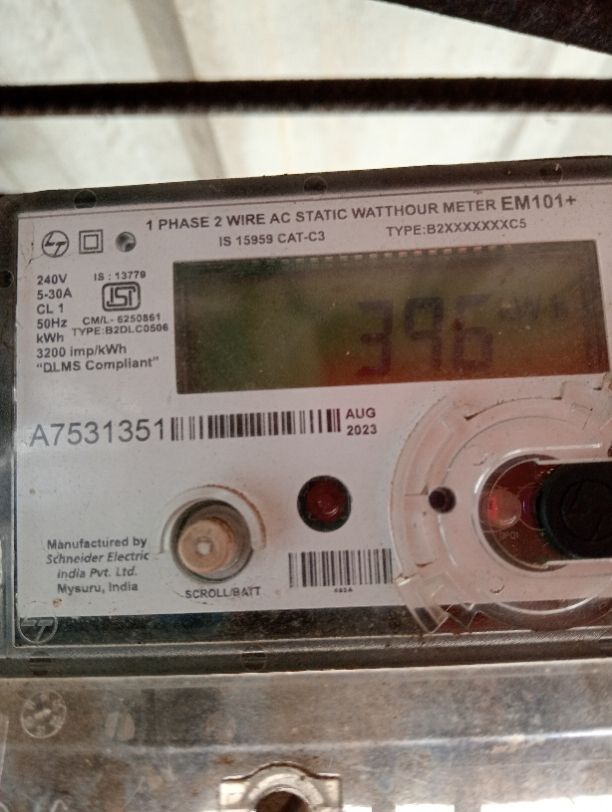 1 PHASE 2 WIRE AC STATIC WATTHOUR METER EM101+
IS 15959 CAT-C3 TYPE:B2XXXXXXXC5
240V
5-30A
CL 1
50Hz
kWh
3200 imp/kWh
"DLMS Compliant"
IS : 13779
ISI
CM/L- 6250861
TYPE:B2DLC0506
396
A7531351
AUG
2023
Manufactured by
Schneider Electric
India Pvt. Ltd.
Mysuru, India
SCROLL/BATT